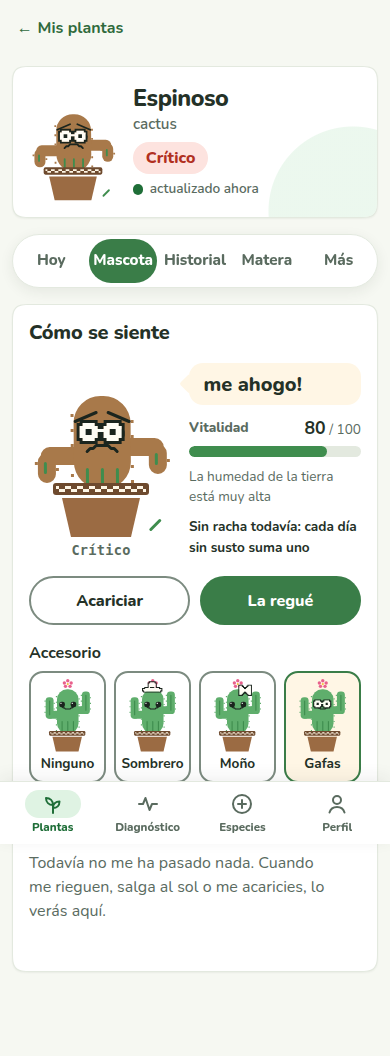 ← Mis plantas
Espinoso
cactus
Crítico
actualizado ahora
Hoy
Mascota
Historial
Matera
Más
Cómo se siente
me ahogo!
Vitalidad
80 / 100
La humedad de la tierra
está muy alta
Sin racha todavía: cada día
sin susto suma uno
Crítico
Acariciar
La regué
Accesorio
Ninguno
Sombrero
Moño
Gafas
Plantas
Diagnóstico
Especies
Perfil
Todavía no me ha pasado nada. Cuando
me rieguen, salga al sol o me acaricies, lo
verás aquí.